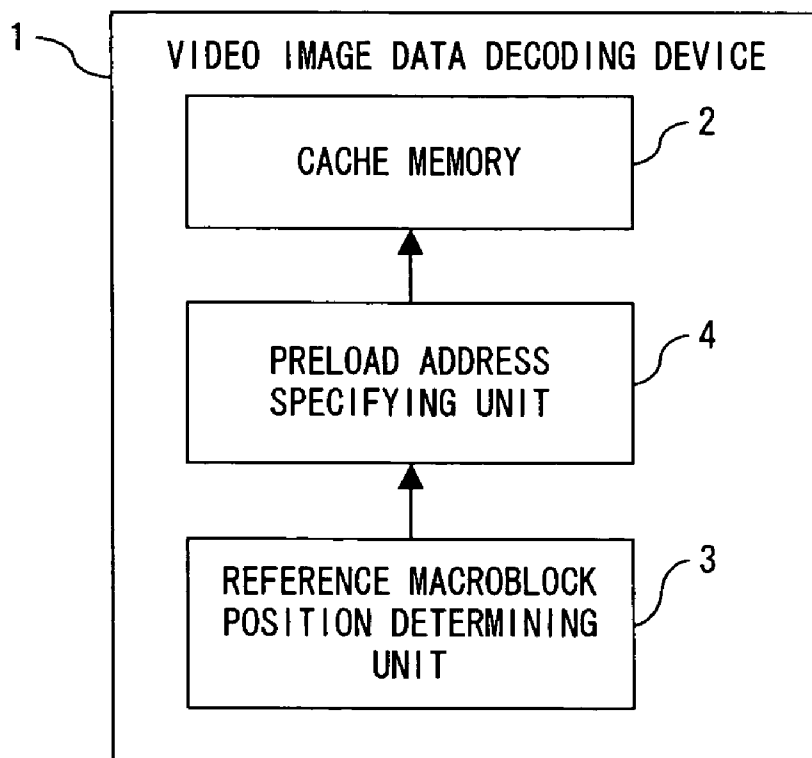 1
VIDEO IMAGE DATA DECODING DEVICE
2
CACHE MEMORY
4
PRELOAD ADDRESS
SPECIFYING UNIT
3
REFERENCE MACROBLOCK
POSITION DETERMINING
UNIT